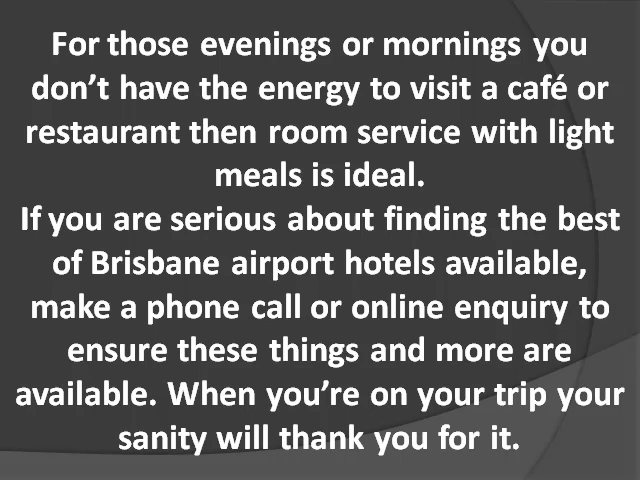 For those evenings or mornings you
don’t have the energy to visit a café or
restaurant then room service with light
meals is ideal.
If you are serious about finding the best
of Brisbane airport hotels available,
make a phone call or online enquiry to
ensure these things and more are
available. When you’re on your trip your
sanity will thank you for it.